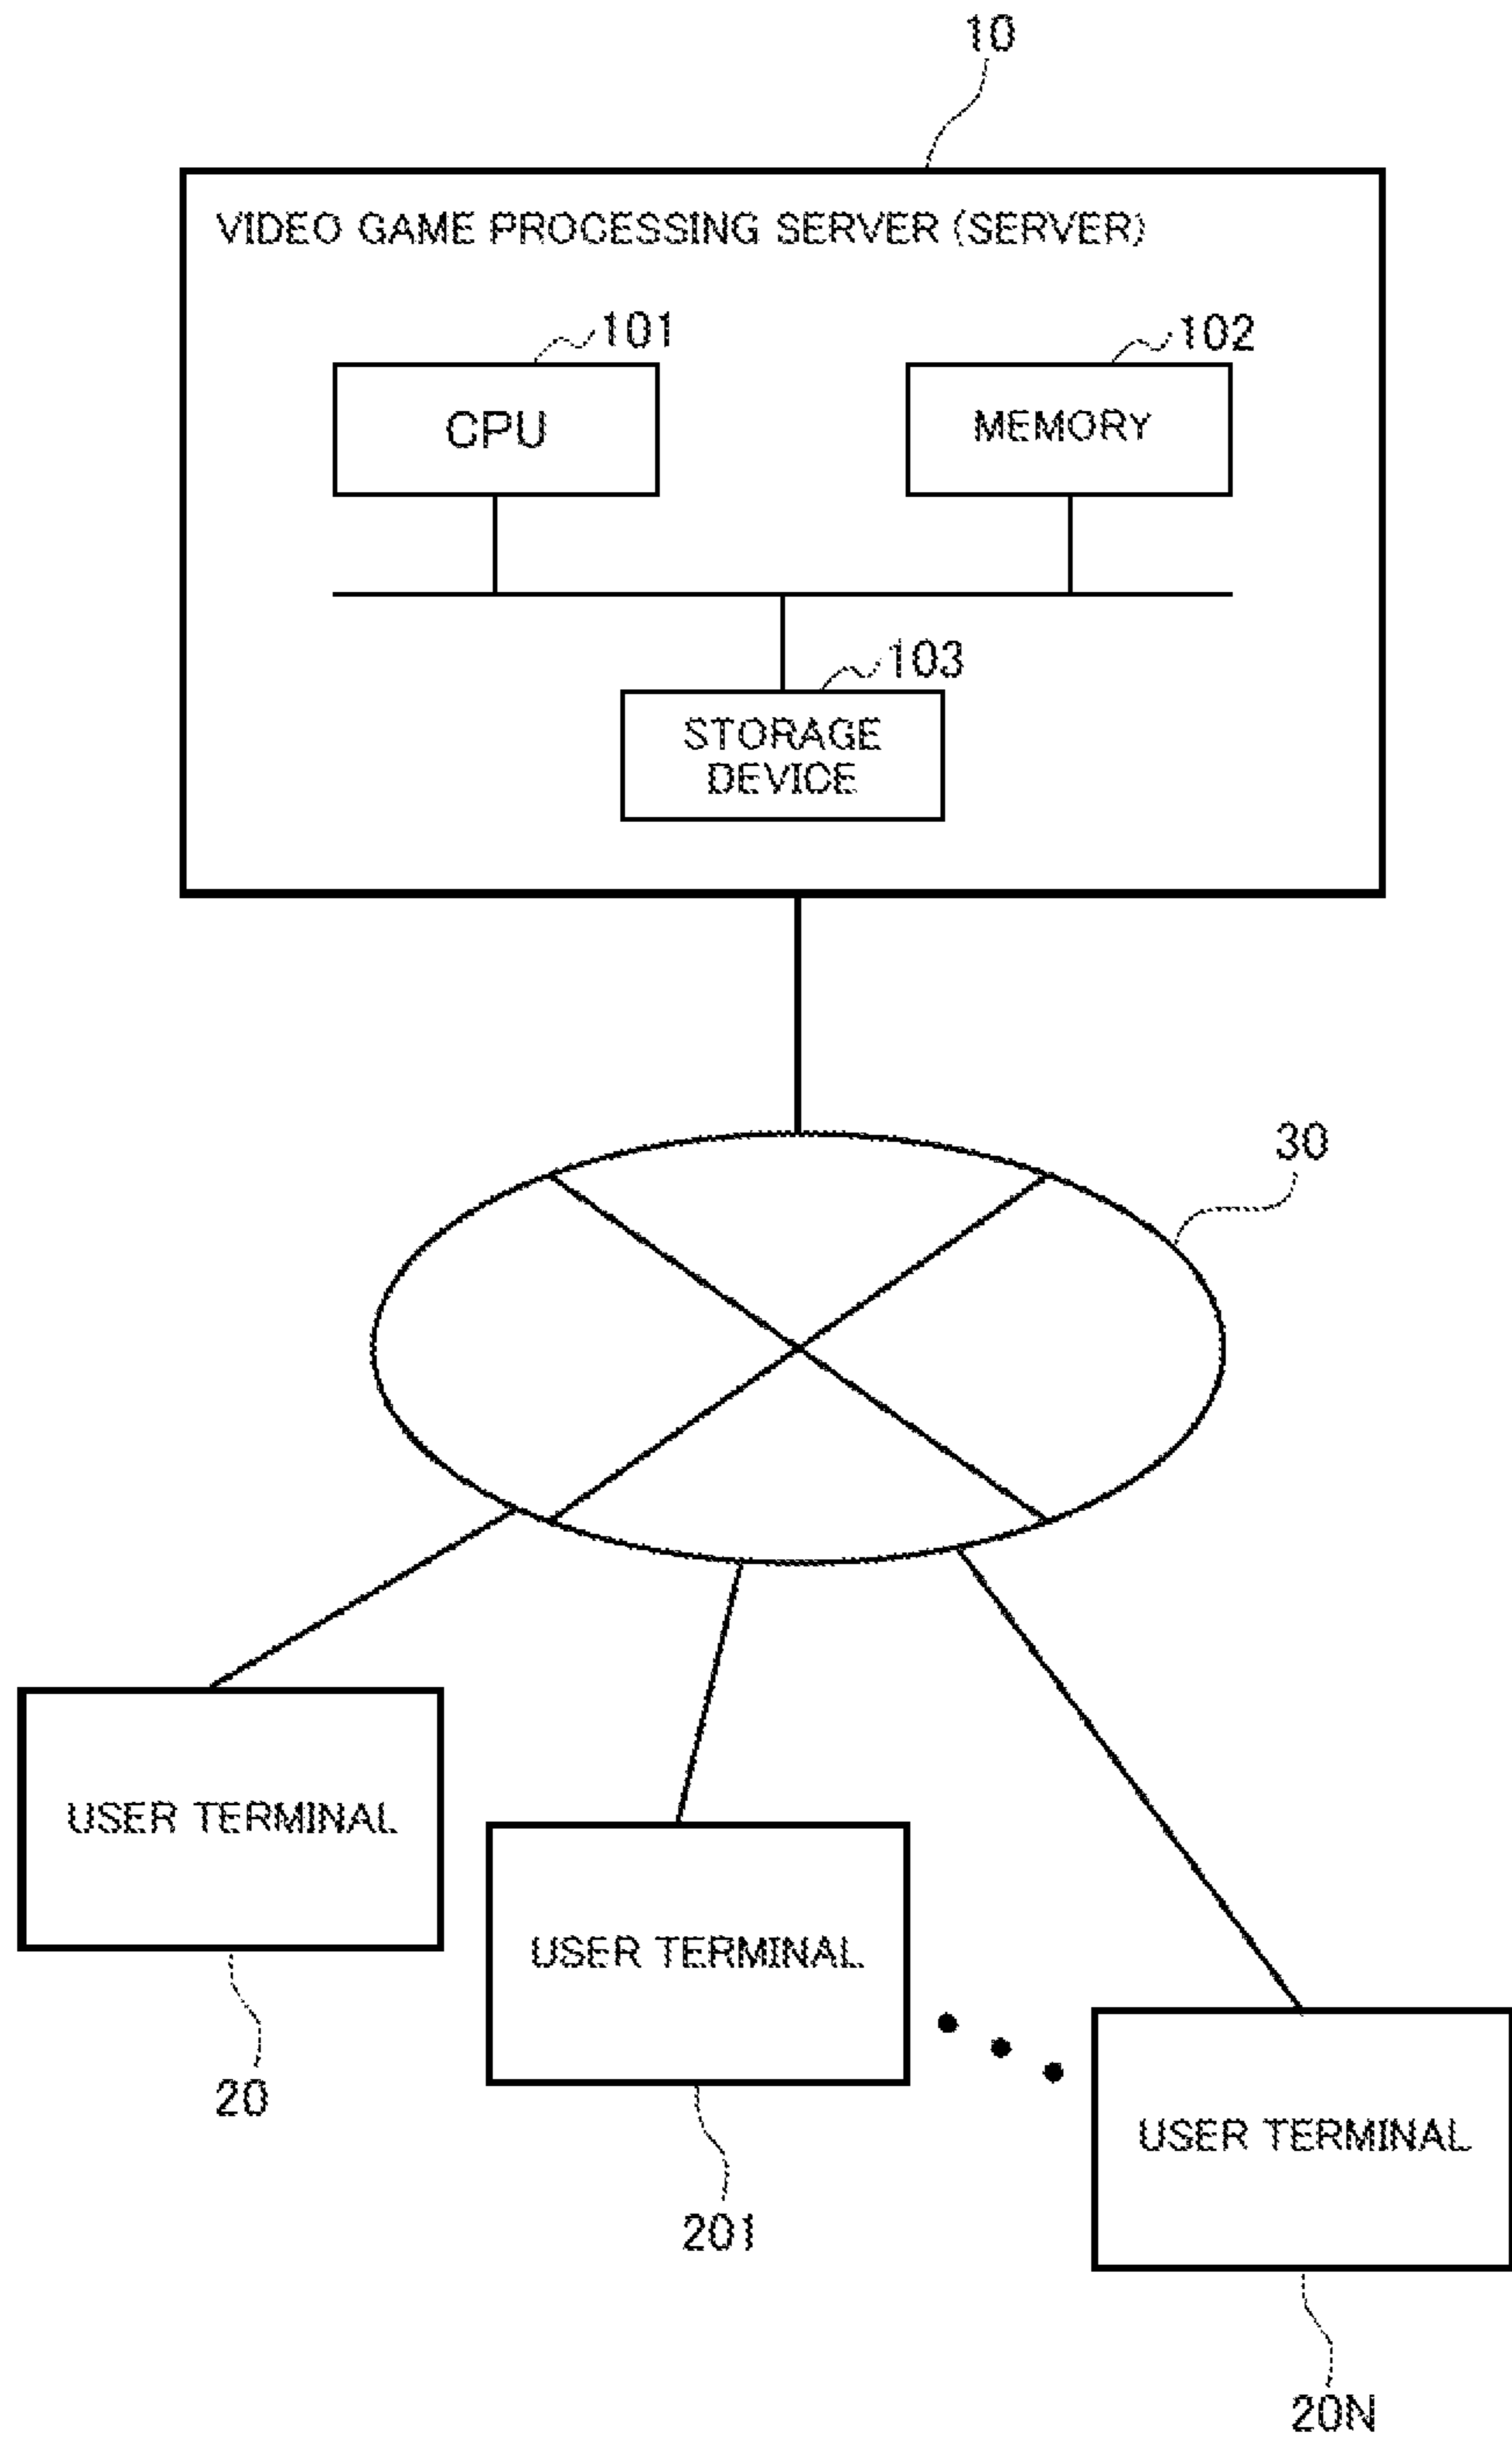 10
VIDEO GAME PROCESSING SERVER (SERVER)
101
102
CPU
MEMORY
103
STORAGE
DEVICE
30
USER TERMINAL
USER TERMINAL
20
USER TERMINAL
201
20N